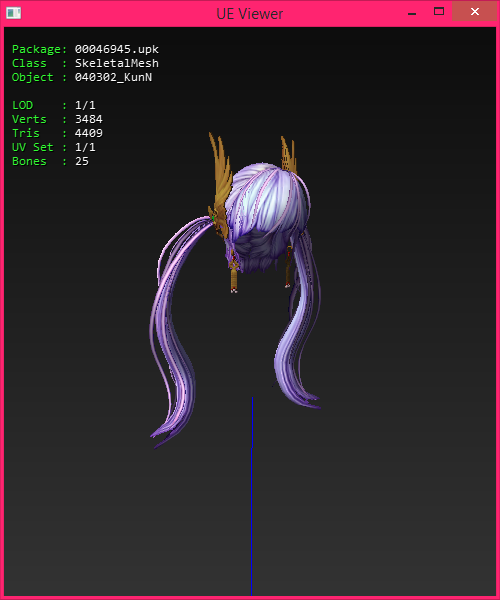 UE Viewer
Package: 00046945.upk
Class : SkeletalMesh
Object : 040302_KunN
LOD : 1/1
Verts : 3484
Tris : 4409
UV Set : 1/1
Bones : 25